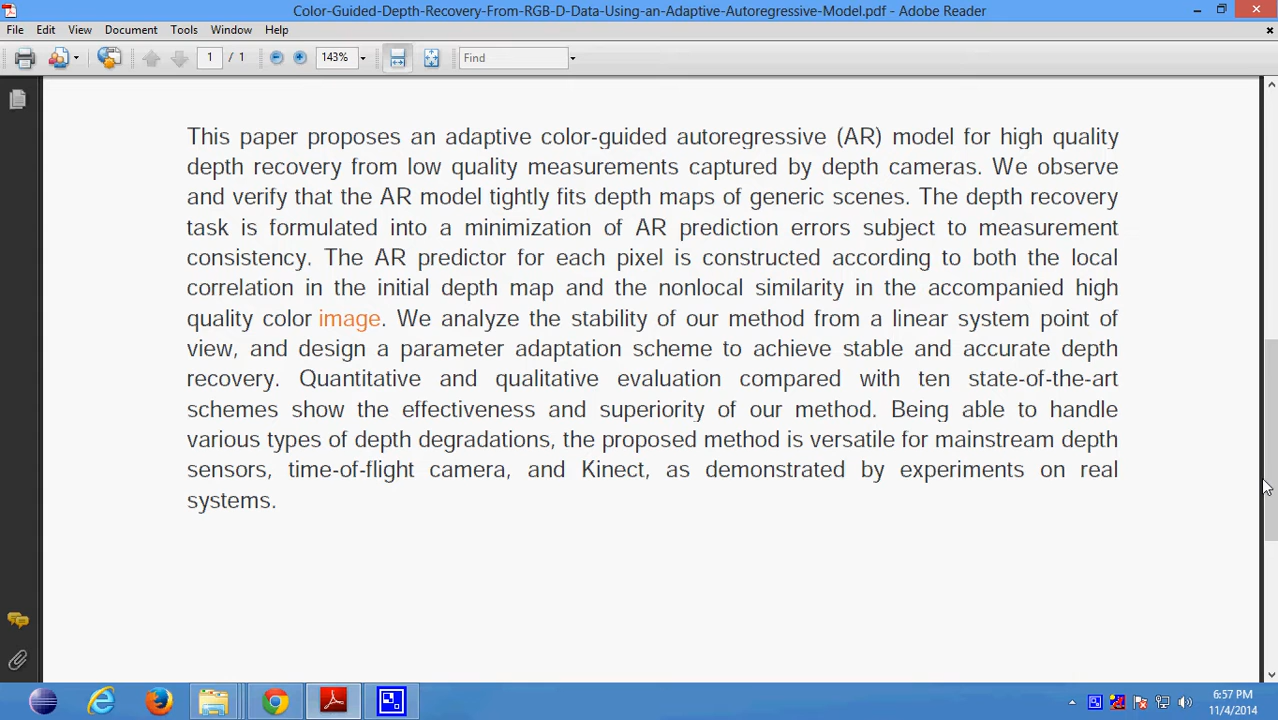 Color-Guided-Depth-Recovery-From-RGB-D-Data-Using-an-Adaptive-Autoregressive-Model.pdf - Adobe Reader
File Edit View Document Tools Window Help
1 / 1 143% Find
This paper proposes an adaptive color-guided autoregressive (AR) model for high quality
depth recovery from low quality measurements captured by depth cameras. We observe
and verify that the AR model tightly fits depth maps of generic scenes. The depth recovery
task is formulated into a minimization of AR prediction errors subject to measurement
consistency. The AR predictor for each pixel is constructed according to both the local
correlation in the initial depth map and the nonlocal similarity in the accompanied high
quality color image. We analyze the stability of our method from a linear system point of
view, and design a parameter adaptation scheme to achieve stable and accurate depth
recovery. Quantitative and qualitative evaluation compared with ten state-of-the-art
schemes show the effectiveness and superiority of our method. Being able to handle
various types of depth degradations, the proposed method is versatile for mainstream depth
sensors, time-of-flight camera, and Kinect, as demonstrated by experiments on real
systems.
6:57 PM
11/4/2014